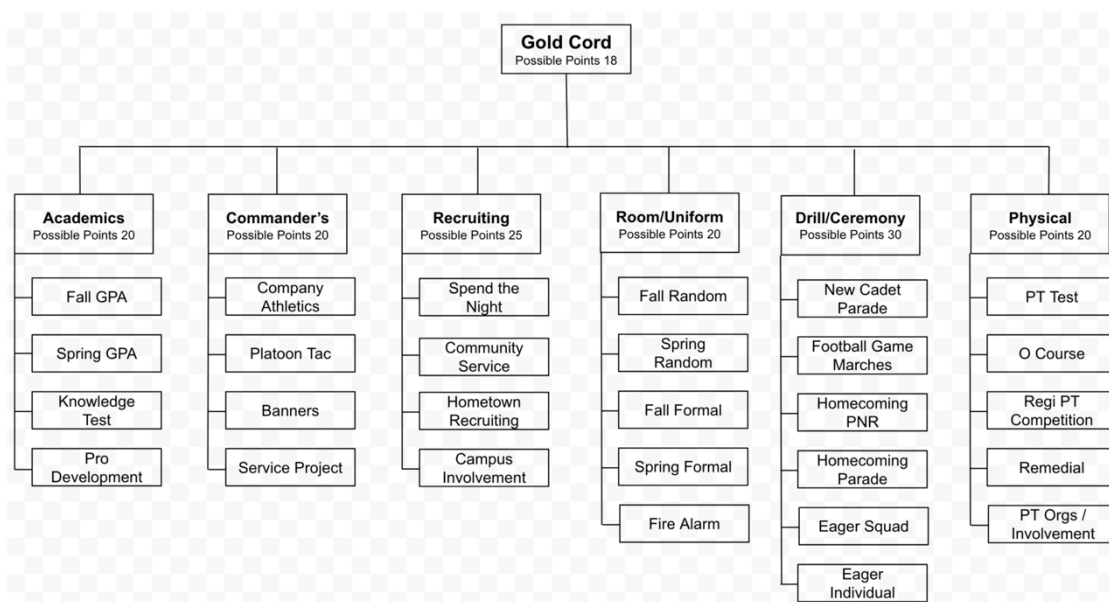 Gold Cord
Possible Points 18
Academics
Possible Points 20
Fall GPA
Spring GPA
Knowledge
Test
Pro
Development
Commander's
Possible Points 20
Company
Athletics
Platoon Tac
Banners
Service Project
Recruiting
Possible Points 25
Spend the
Night
Community
Service
Hometown
Recruiting
Campus
Involvement
Room/Uniform
Possible Points 20
Fall Random
Spring
Random
Fall Formal
Spring Formal
Fire Alarm
Drill/Ceremony
Possible Points 30
New Cadet
Parade
Football Game
Marches
Homecoming
PNR
Homecoming
Parade
Eager Squad
Eager
Individual
Physical
Possible Points 20
PT Test
O Course
Regi PT
Competition
Remedial
PT Orgs /
Involvement